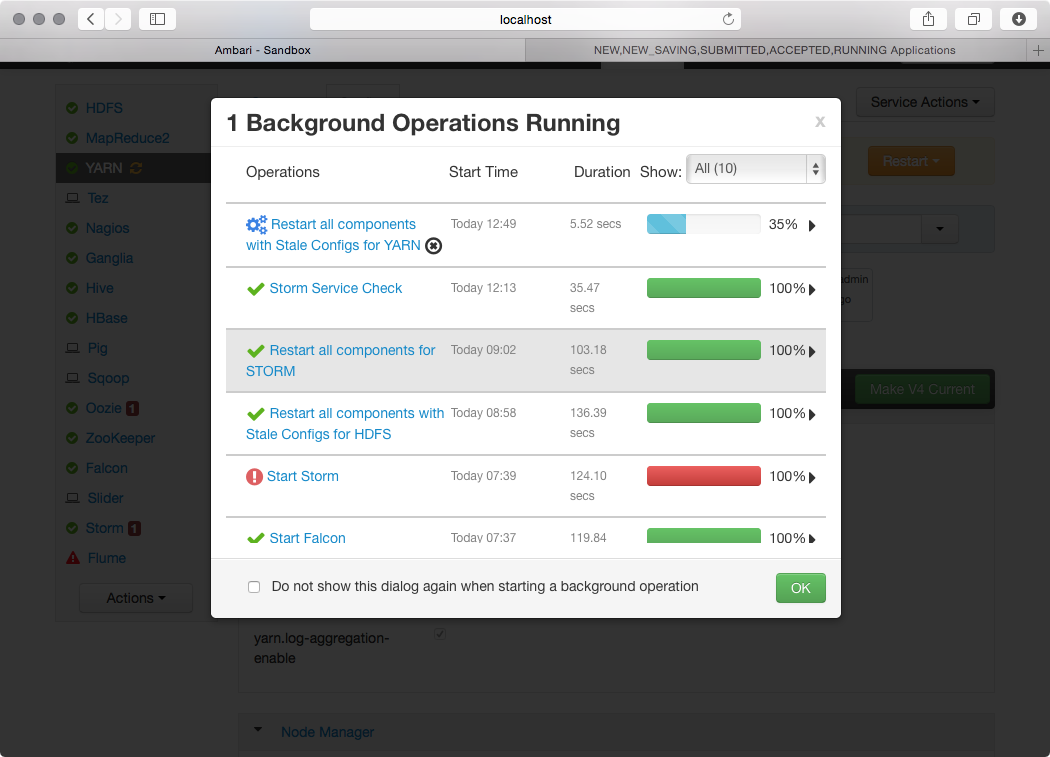 localhost
Ambari - Sandbox
NEW,NEW_SAVING,SUBMITTED,ACCEPTED,RUNNING Applications
HDFS
MapReduce2
YARN
Tez
Nagios
Ganglia
Hive
HBase
Pig
Sqoop
Oozie 1
ZooKeeper
Falcon
Slider
Storm 1
Flume
Actions
Service Actions
Restart
admin
go
Make V4 Current
1 Background Operations Running
x
Operations Start Time Duration Show: All (10)
Restart all components Today 12:49 5.52 secs 35%
with Stale Configs for YARN
Storm Service Check Today 12:13 35.47 100%
secs
Restart all components for Today 09:02 103.18 100%
STORM secs
Restart all components with Today 08:58 136.39 100%
Stale Configs for HDFS secs
Start Storm Today 07:39 124.10 100%
secs
Start Falcon Today 07:37 119.84 100%
Do not show this dialog again when starting a background operation
OK
yarn.log-aggregation-
enable
Node Manager